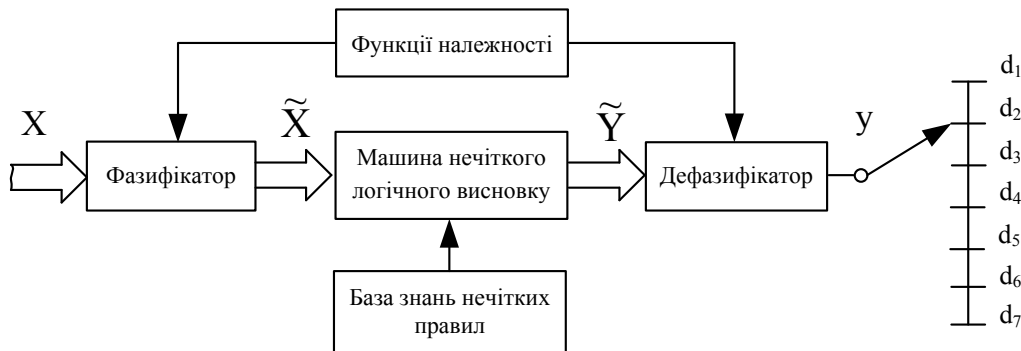 Функції належності
X
X̃
Ỹ
y
Фазифікатор
Машина нечіткого
логічного висновку
Дефазифікатор
База знань нечітких
правил
d₁
d₂
d₃
d₄
d₅
d₆
d₇